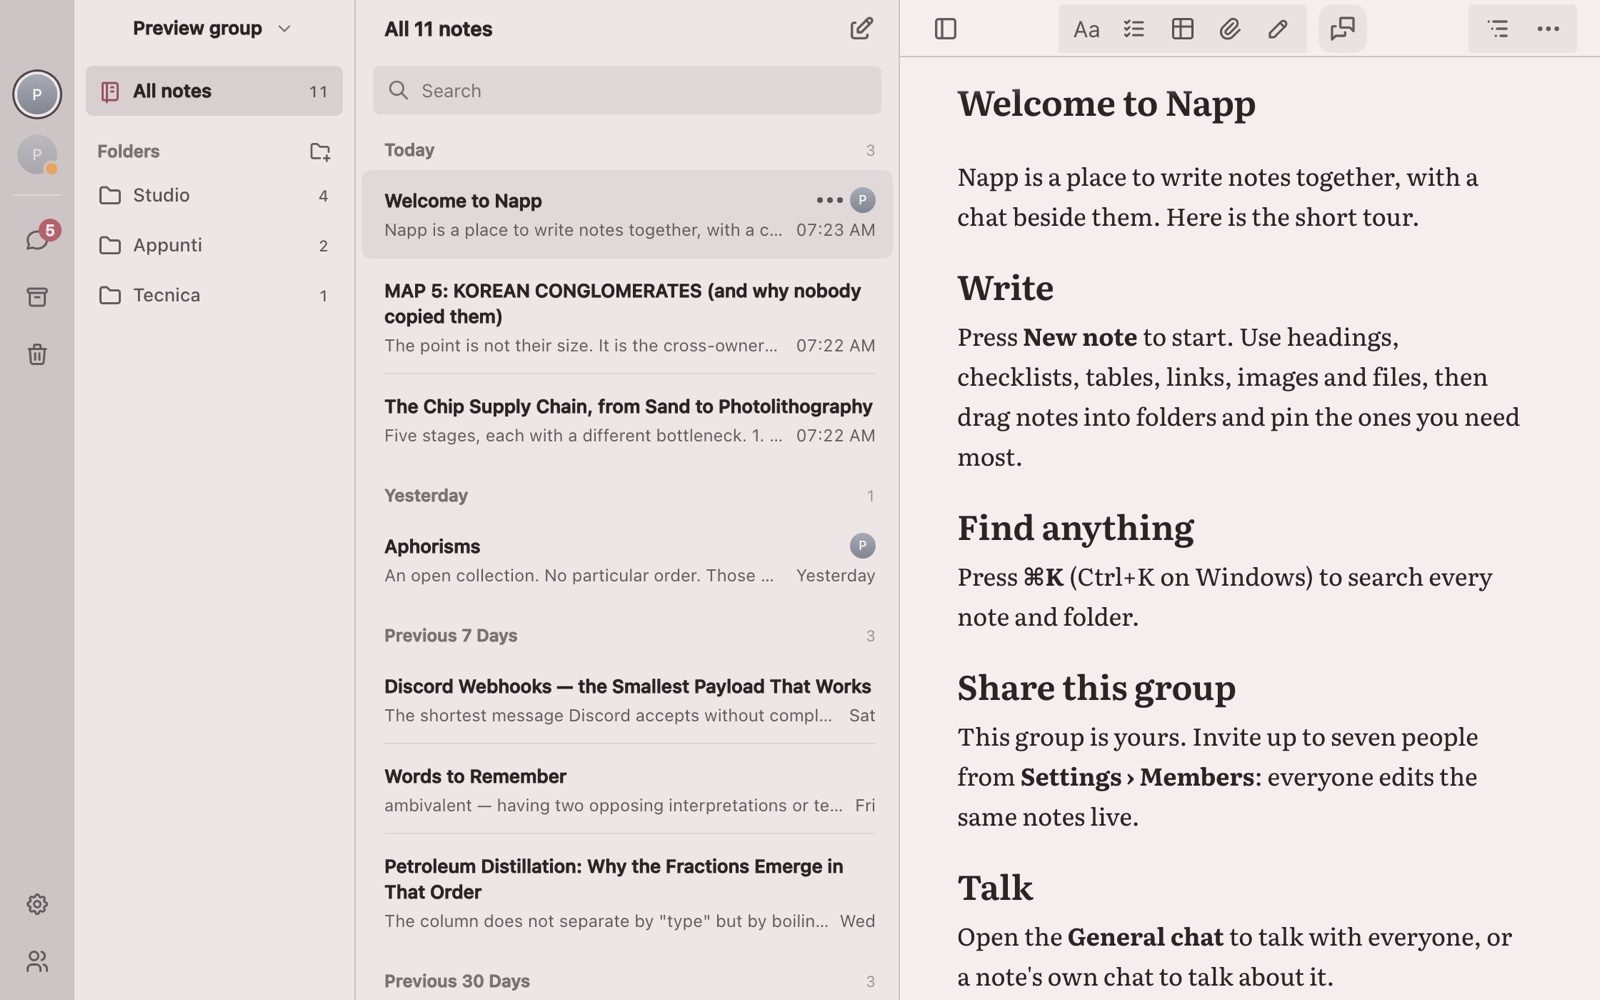 Preview group
P
P
5
All notes 11
Folders
Studio 4
Appunti 2
Tecnica 1
All 11 notes
Search
Today 3
Welcome to Napp P
Napp is a place to write notes together, with a c... 07:23 AM
MAP 5: KOREAN CONGLOMERATES (and why nobody
copied them)
The point is not their size. It is the cross-owner... 07:22 AM
The Chip Supply Chain, from Sand to Photolithography
Five stages, each with a different bottleneck. 1. ... 07:22 AM
Yesterday 1
Aphorisms P
An open collection. No particular order. Those ... Yesterday
Previous 7 Days 3
Discord Webhooks — the Smallest Payload That Works
The shortest message Discord accepts without compl... Sat
Words to Remember
ambivalent — having two opposing interpretations or te... Fri
Petroleum Distillation: Why the Fractions Emerge in
That Order
The column does not separate by "type" but by boilin... Wed
Previous 30 Days 3
Aa
Welcome to Napp
Napp is a place to write notes together, with a
chat beside them. Here is the short tour.
Write
Press New note to start. Use headings,
checklists, tables, links, images and files, then
drag notes into folders and pin the ones you need
most.
Find anything
Press ⌘K (Ctrl+K on Windows) to search every
note and folder.
Share this group
This group is yours. Invite up to seven people
from Settings › Members: everyone edits the
same notes live.
Talk
Open the General chat to talk with everyone, or
a note's own chat to talk about it.